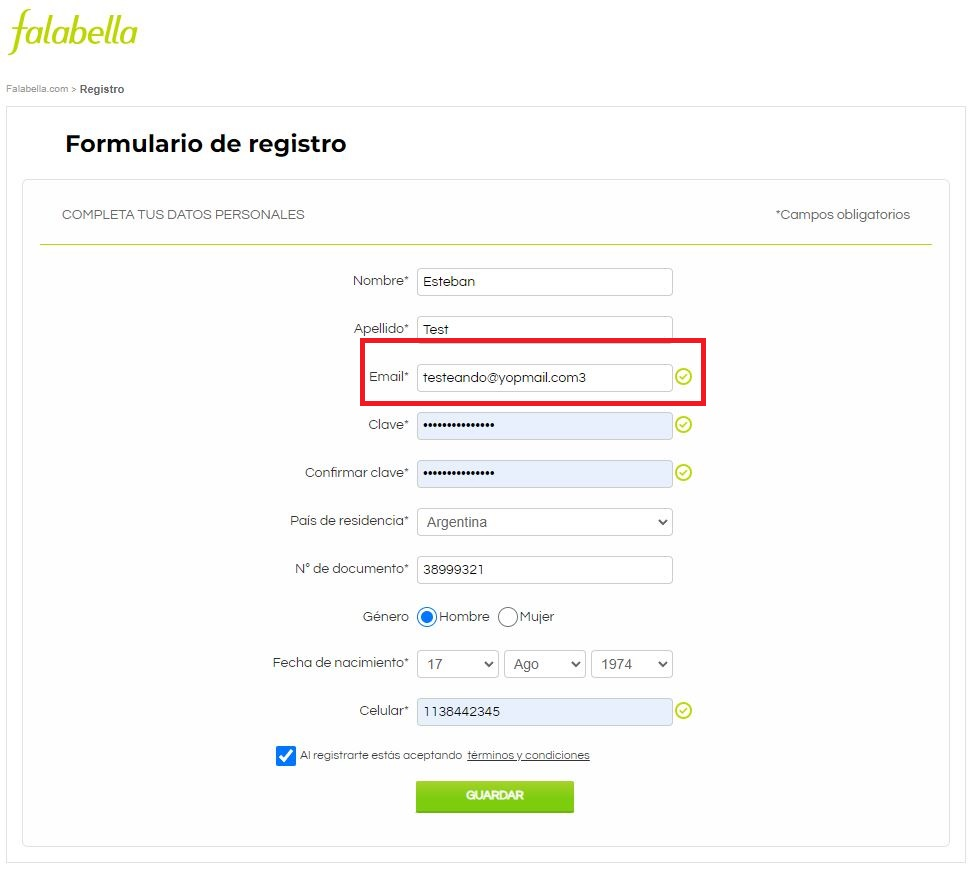 falabella
Falabella.com > Registro
Formulario de registro
COMPLETA TUS DATOS PERSONALES *Campos obligatorios
Nombre* Esteban
Apellido* Test
Email* testeando@yopmail.com3
Clave* •••••••••••••••
Confirmar clave* •••••••••••••••
País de residencia* Argentina
N° de documento* 38999321
Género Hombre Mujer
Fecha de nacimiento* 17 Ago 1974
Celular* 1138442345
Al registrarte estás aceptando términos y condiciones
GUARDAR